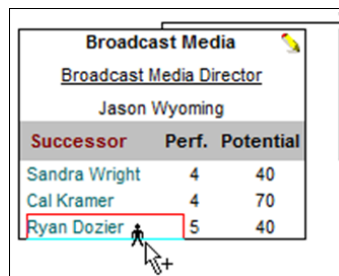 Broadcast Media
Broadcast Media Director
Jason Wyoming
Successor Perf. Potential
Sandra Wright 4 40
Cal Kramer 4 70
Ryan Dozier 5 40